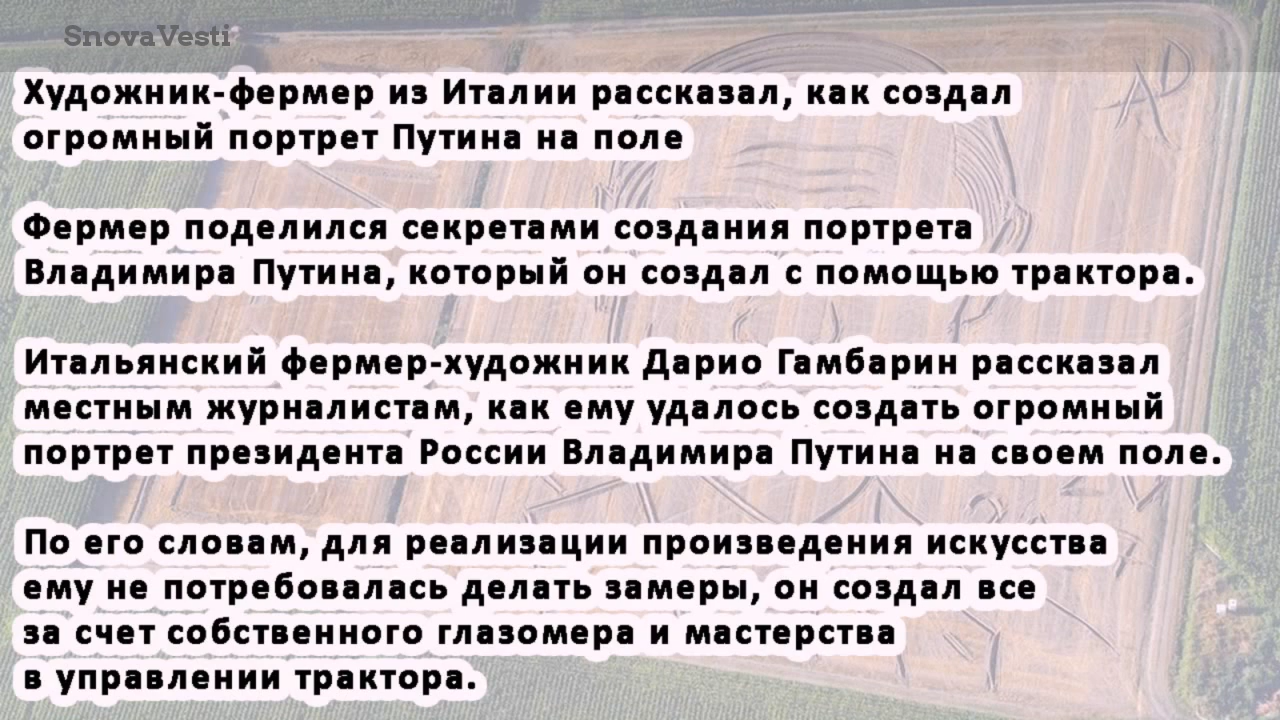 SnovaVesti
Художник-фермер из Италии рассказал, как создал
огромный портрет Путина на поле
Фермер поделился секретами создания портрета
Владимира Путина, который он создал с помощью трактора.
Итальянский фермер-художник Дарио Гамбарин рассказал
местным журналистам, как ему удалось создать огромный
портрет президента России Владимира Путина на своем поле.
По его словам, для реализации произведения искусства
ему не потребовалась делать замеры, он создал все
за счет собственного глазомера и мастерства
в управлении трактора.